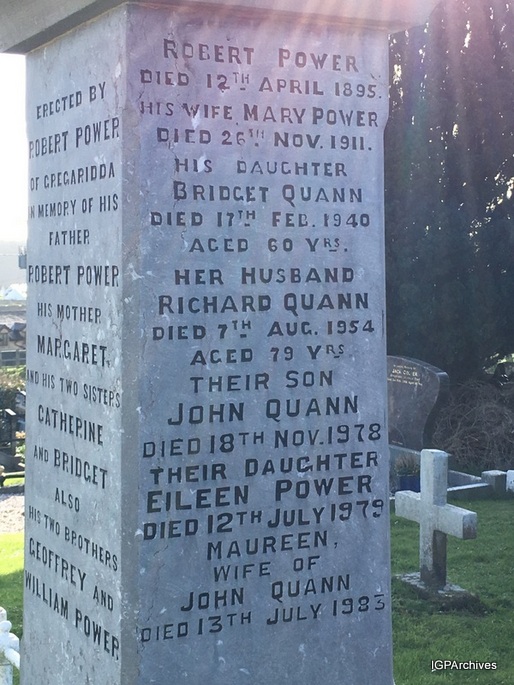 ERECTED BY
ROBERT POWER
OF GREGARIDDA
IN MEMORY OF HIS
FATHER
ROBERT POWER
HIS MOTHER
MARGARET
AND HIS TWO SISTERS
CATHERINE
AND BRIDGET
ALSO
HIS TWO BROTHERS
GEOFFREY AND
WILLIAM POWER
ROBERT POWER
DIED 12TH APRIL 1895.
HIS WIFE MARY POWER
DIED 26TH NOV. 1911.
HIS DAUGHTER
BRIDGET QUANN
DIED 17TH FEB. 1940
AGED 60 YRS.
HER HUSBAND
RICHARD QUANN
DIED 7TH AUG. 1954
AGED 79 YRS
THEIR SON
JOHN QUANN
DIED 18TH NOV. 1978
THEIR DAUGHTER
EILEEN POWER
DIED 12TH JULY 1979
MAUREEN,
WIFE OF
JOHN QUANN
DIED 13TH JULY 1983
JACK
IGPArchives